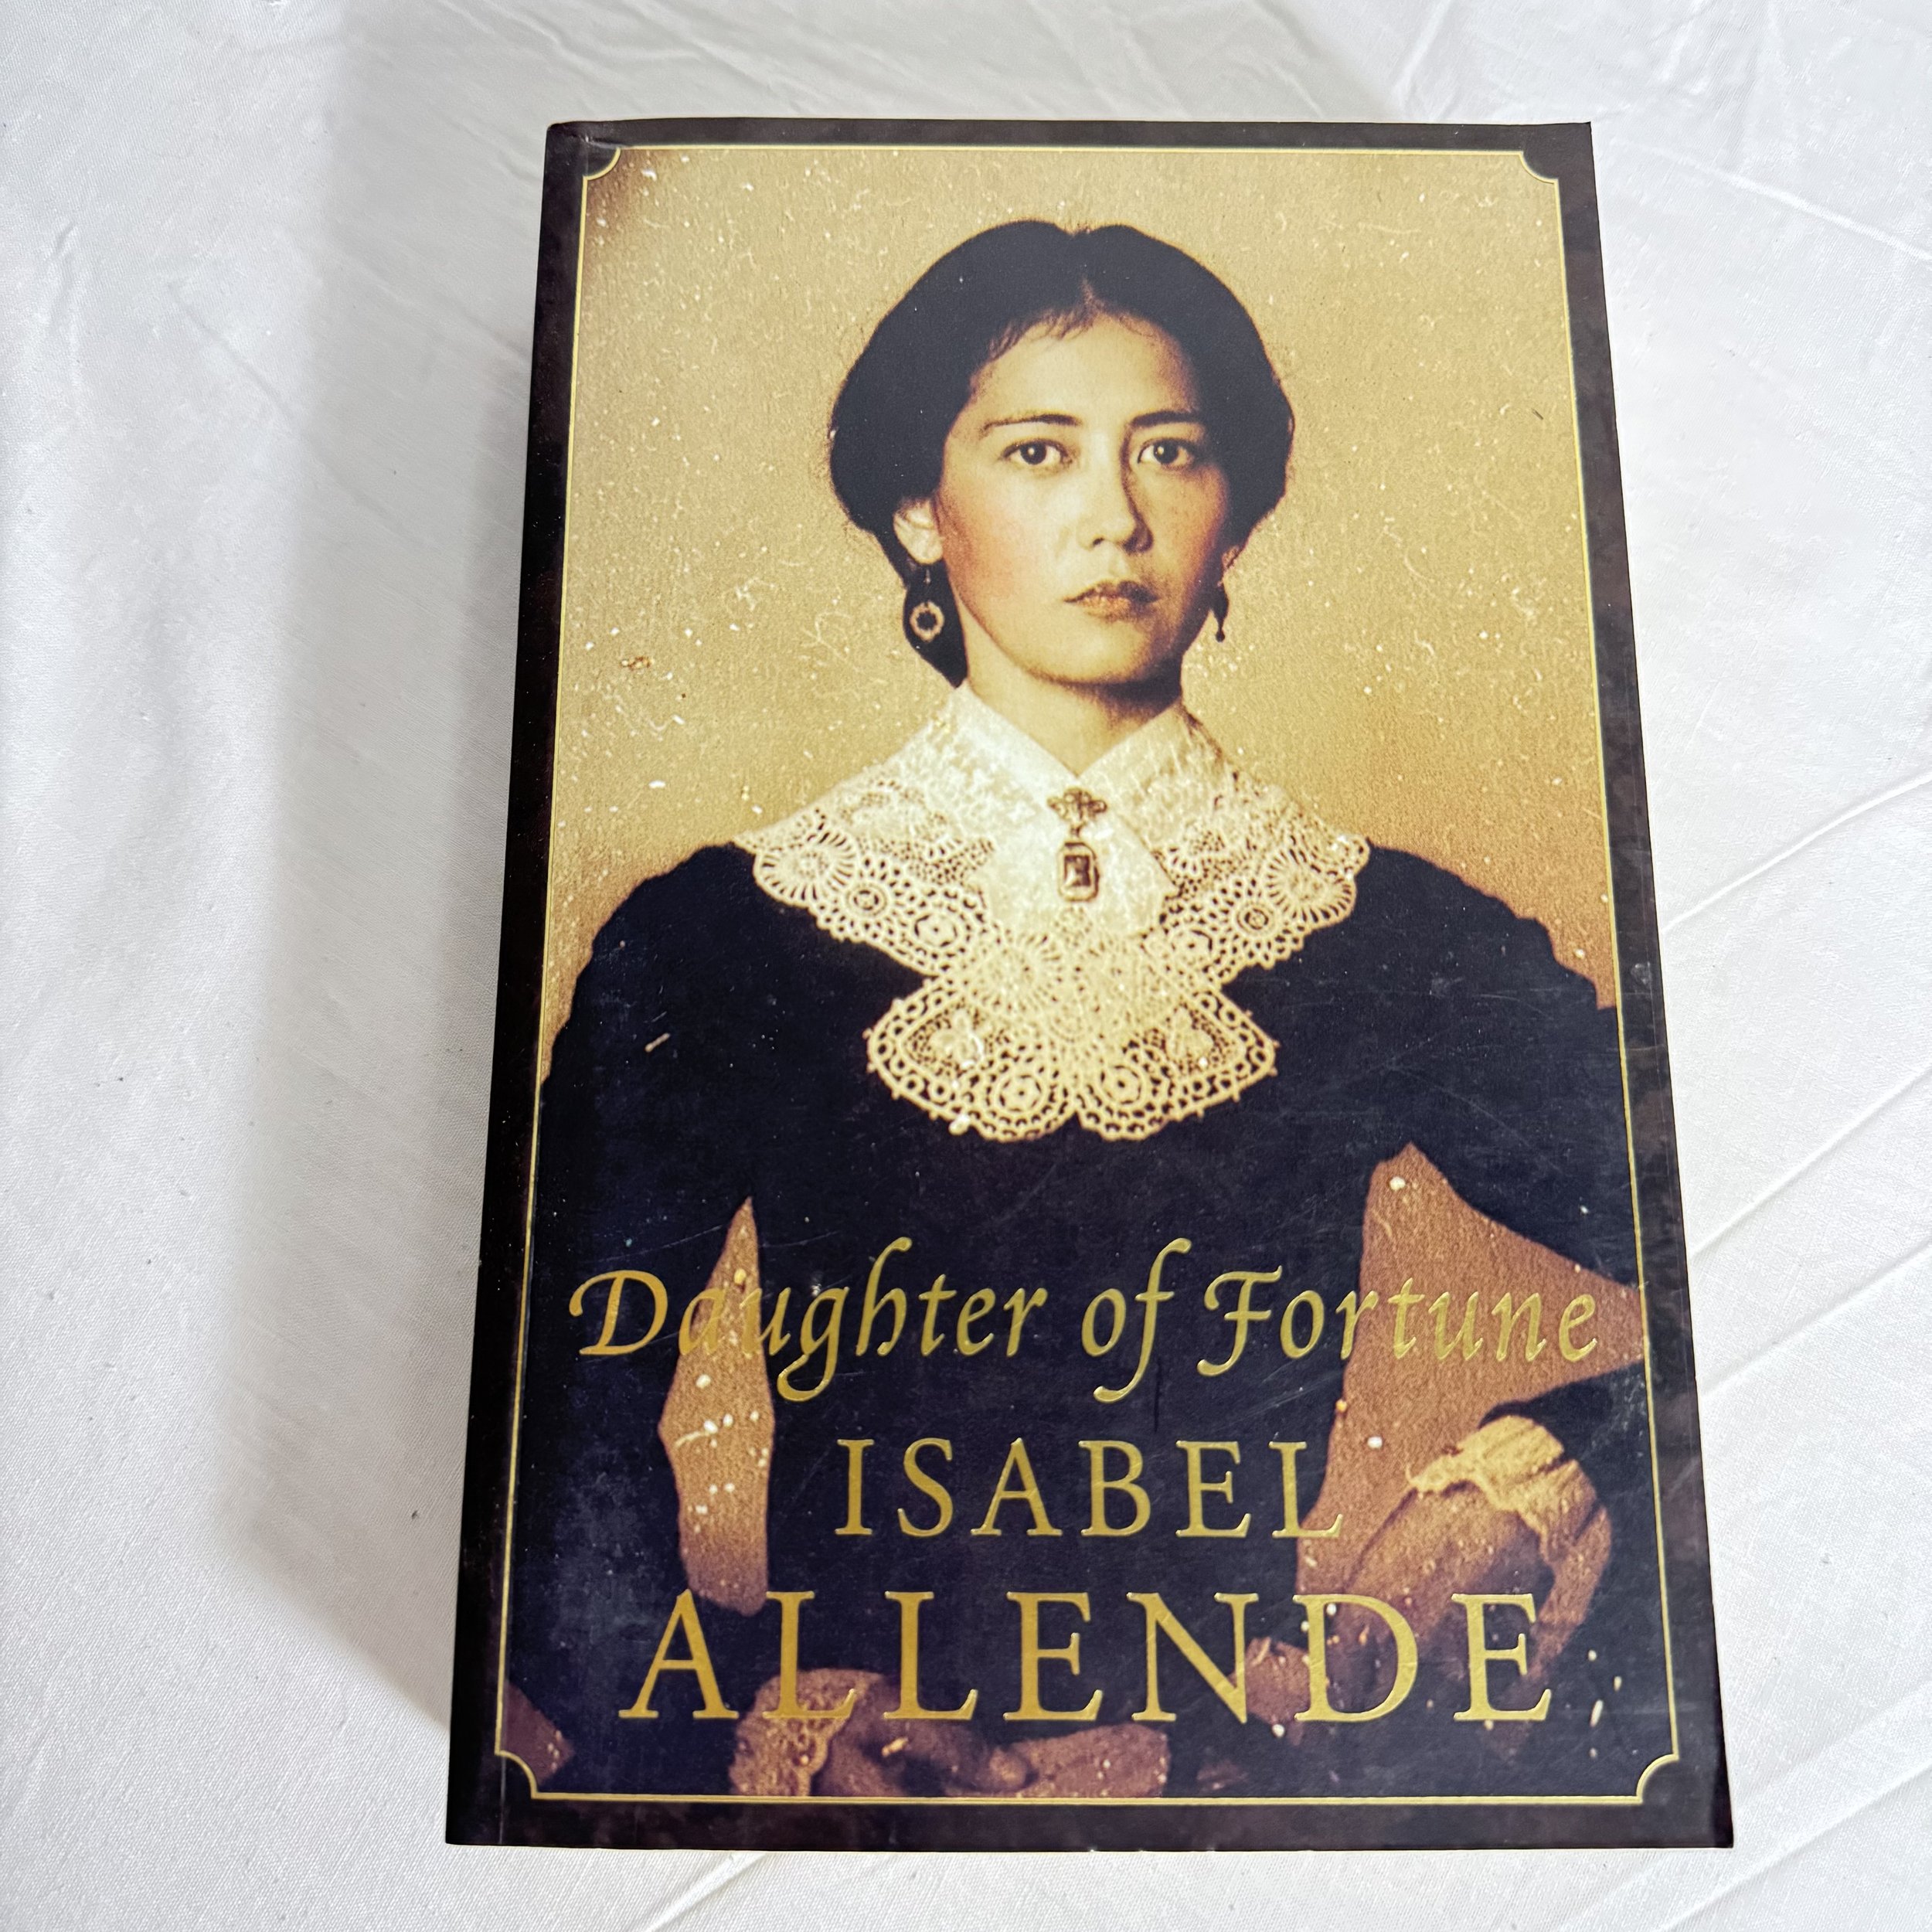 Daughter of Fortune
ISABEL
ALLENDE